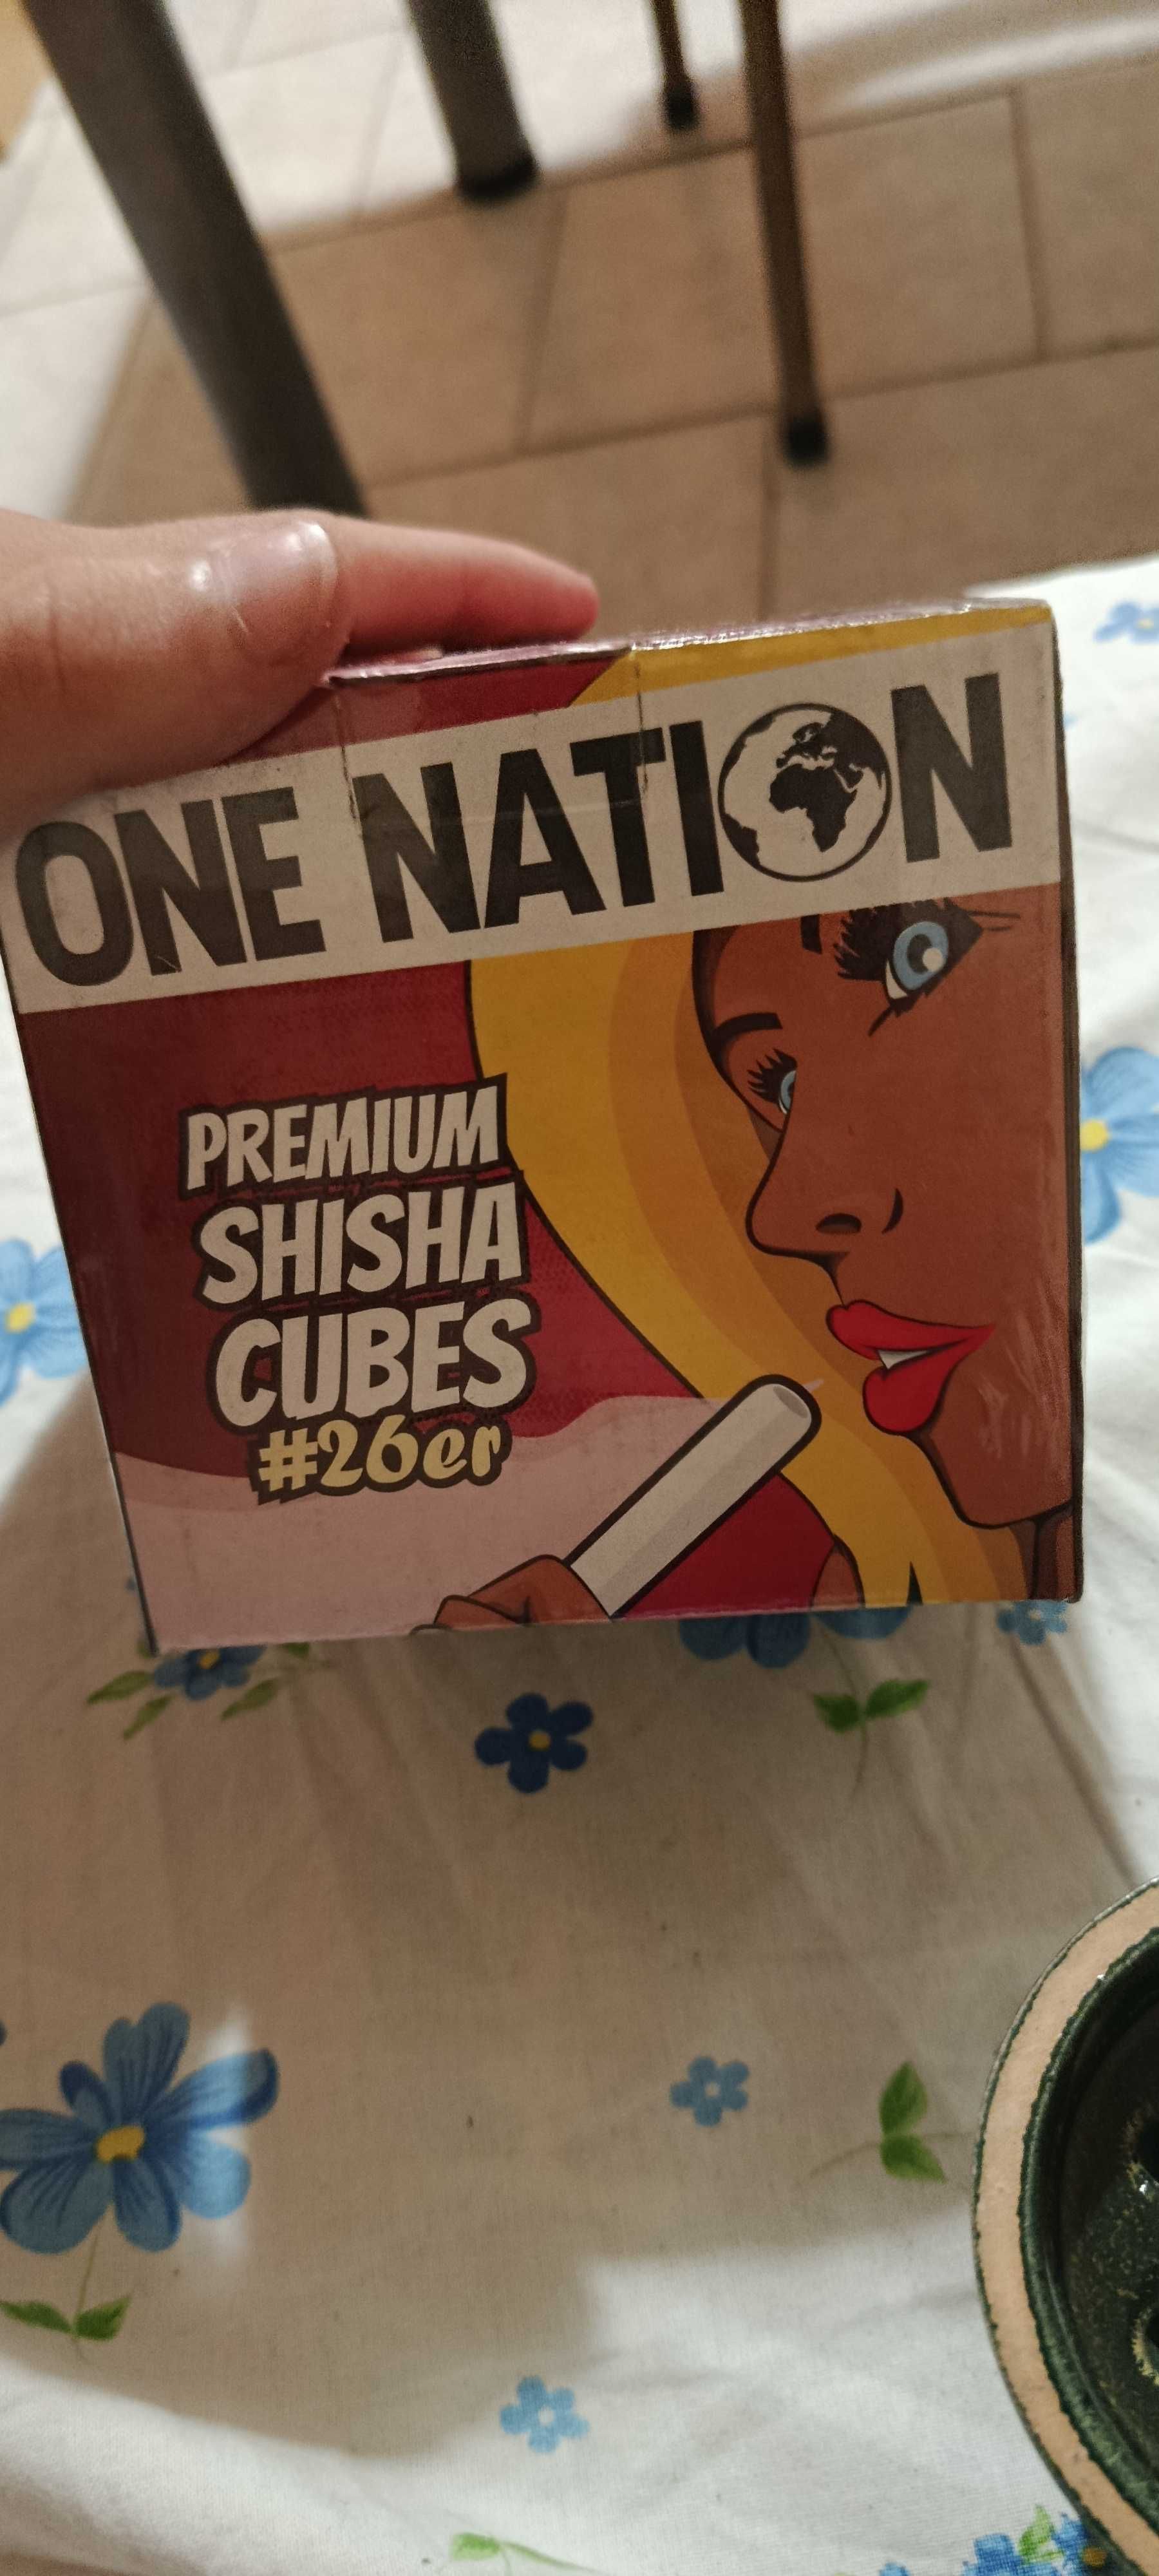 ONE NATION
PREMIUM
SHISHA
CUBES
#26er